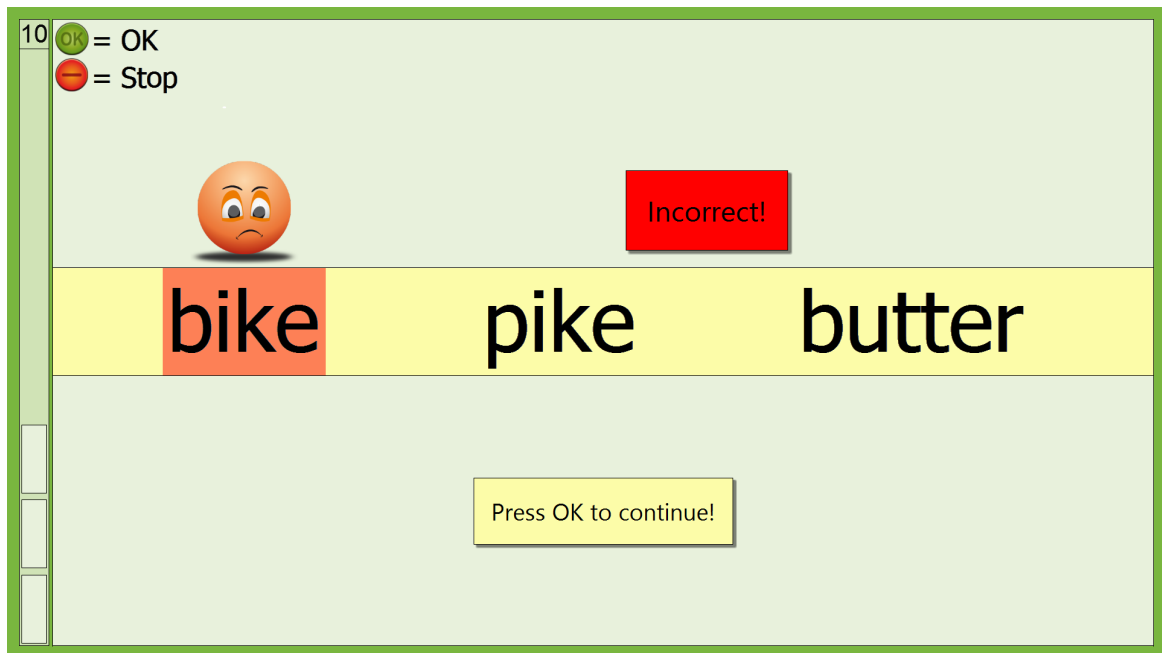 10
OK = OK
= Stop
Incorrect!
bike pike butter
Press OK to continue!